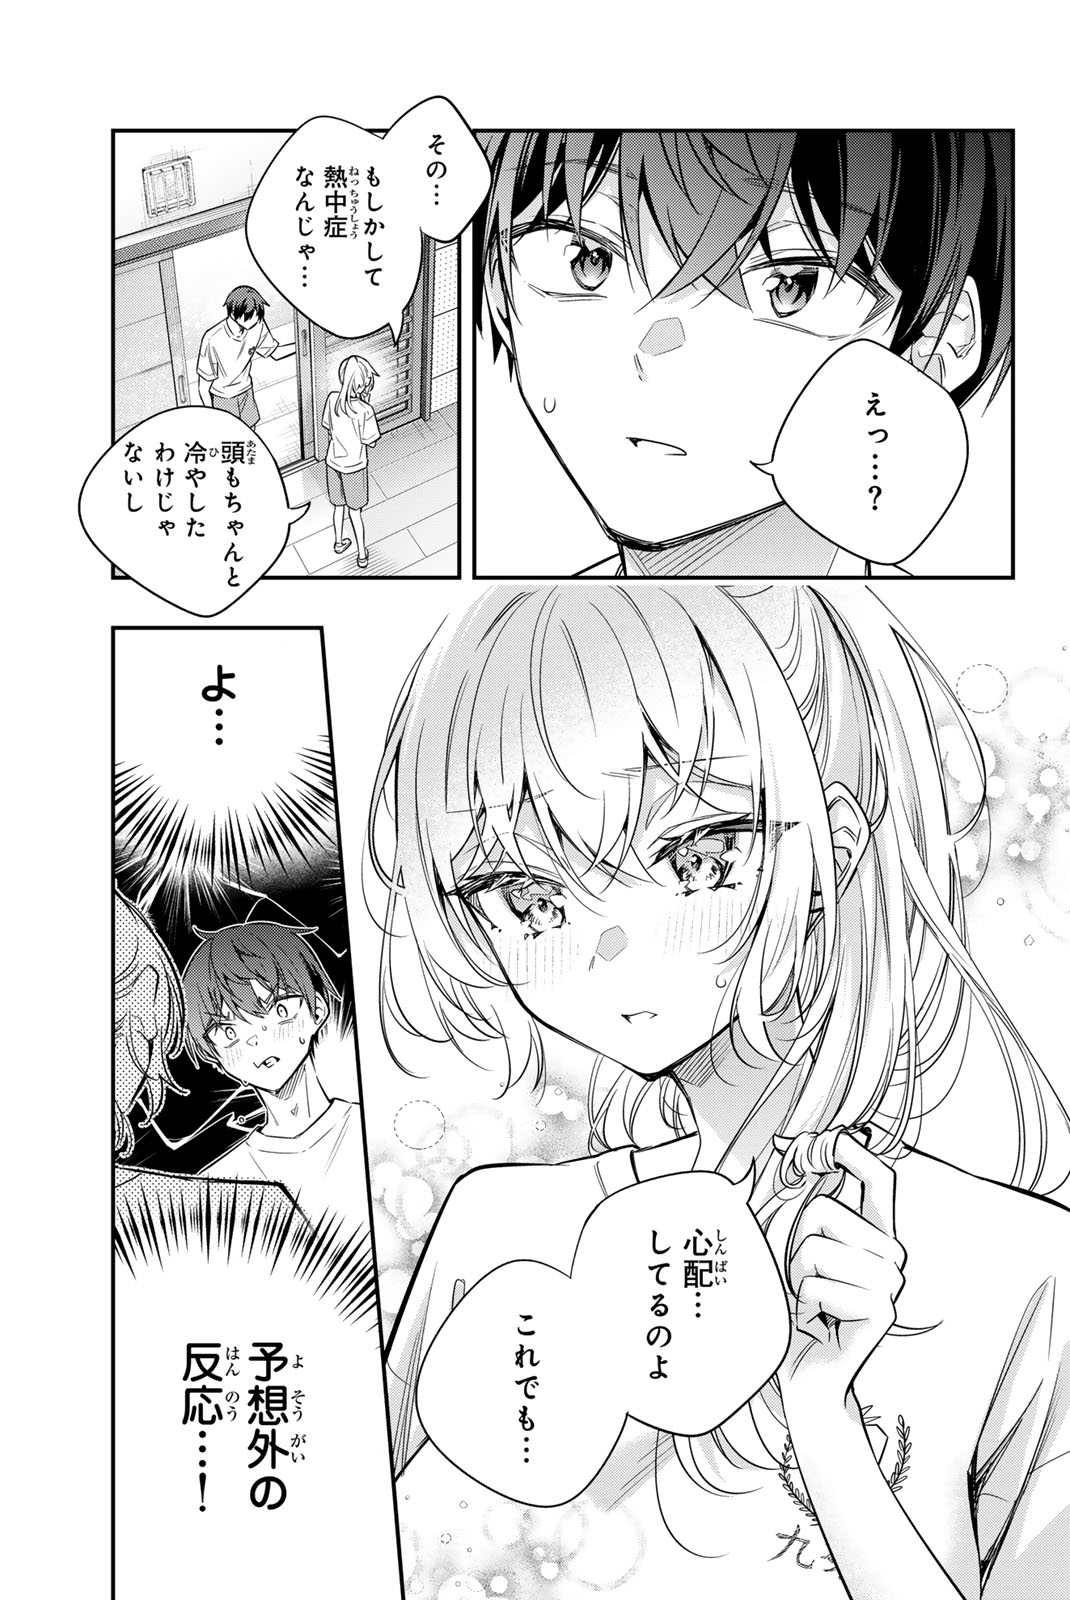 えっ…?
その…
もしかして
熱中症
なんじゃ…
頭もちゃんと
冷やした
わけじゃ
ないし
心配…
してるのよ
これでも…
よ…
予想外の
反応…!